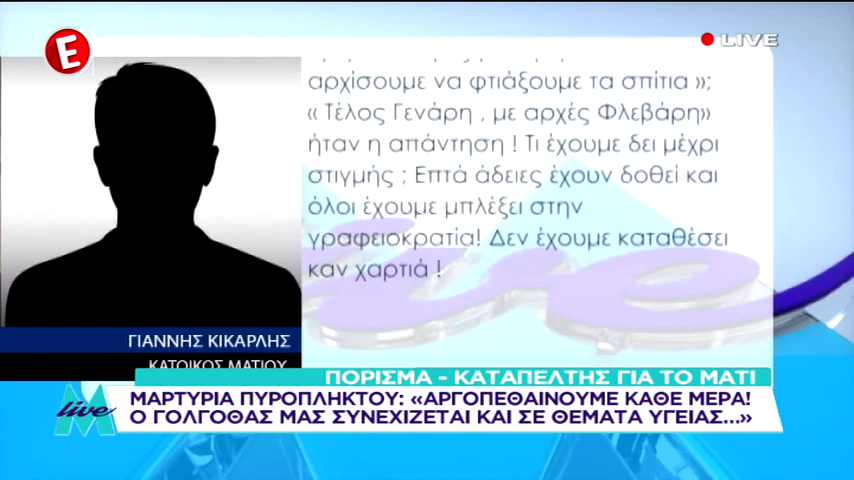 E
LIVE
αρχίσουμε να φτιάξουμε τα σπίτια »;
« Τέλος Γενάρη , με αρχές Φλεβάρη»
ήταν η απάντηση ! Τι έχουμε δει μέχρι
στιγμής ; Επτά άδειες έχουν δοθεί και
όλοι έχουμε μπλέξει στην
γραφειοκρατία! Δεν έχουμε καταθέσει
καν χαρτιά !
live
ΓΙΑΝΝΗΣ ΚΙΚΑΡΛΗΣ
ΚΑΤΟΙΚΟΣ ΜΑΤΙΟΥ
ΠΟΡΙΣΜΑ - ΚΑΤΑΠΕΛΤΗΣ ΓΙΑ ΤΟ ΜΑΤΙ
M live
ΜΑΡΤΥΡΙΑ ΠΥΡΟΠΛΗΚΤΟΥ: «ΑΡΓΟΠΕΘΑΙΝΟΥΜΕ ΚΑΘΕ ΜΕΡΑ!
Ο ΓΟΛΓΟΘΑΣ ΜΑΣ ΣΥΝΕΧΙΖΕΤΑΙ ΚΑΙ ΣΕ ΘΕΜΑΤΑ ΥΓΕΙΑΣ...»